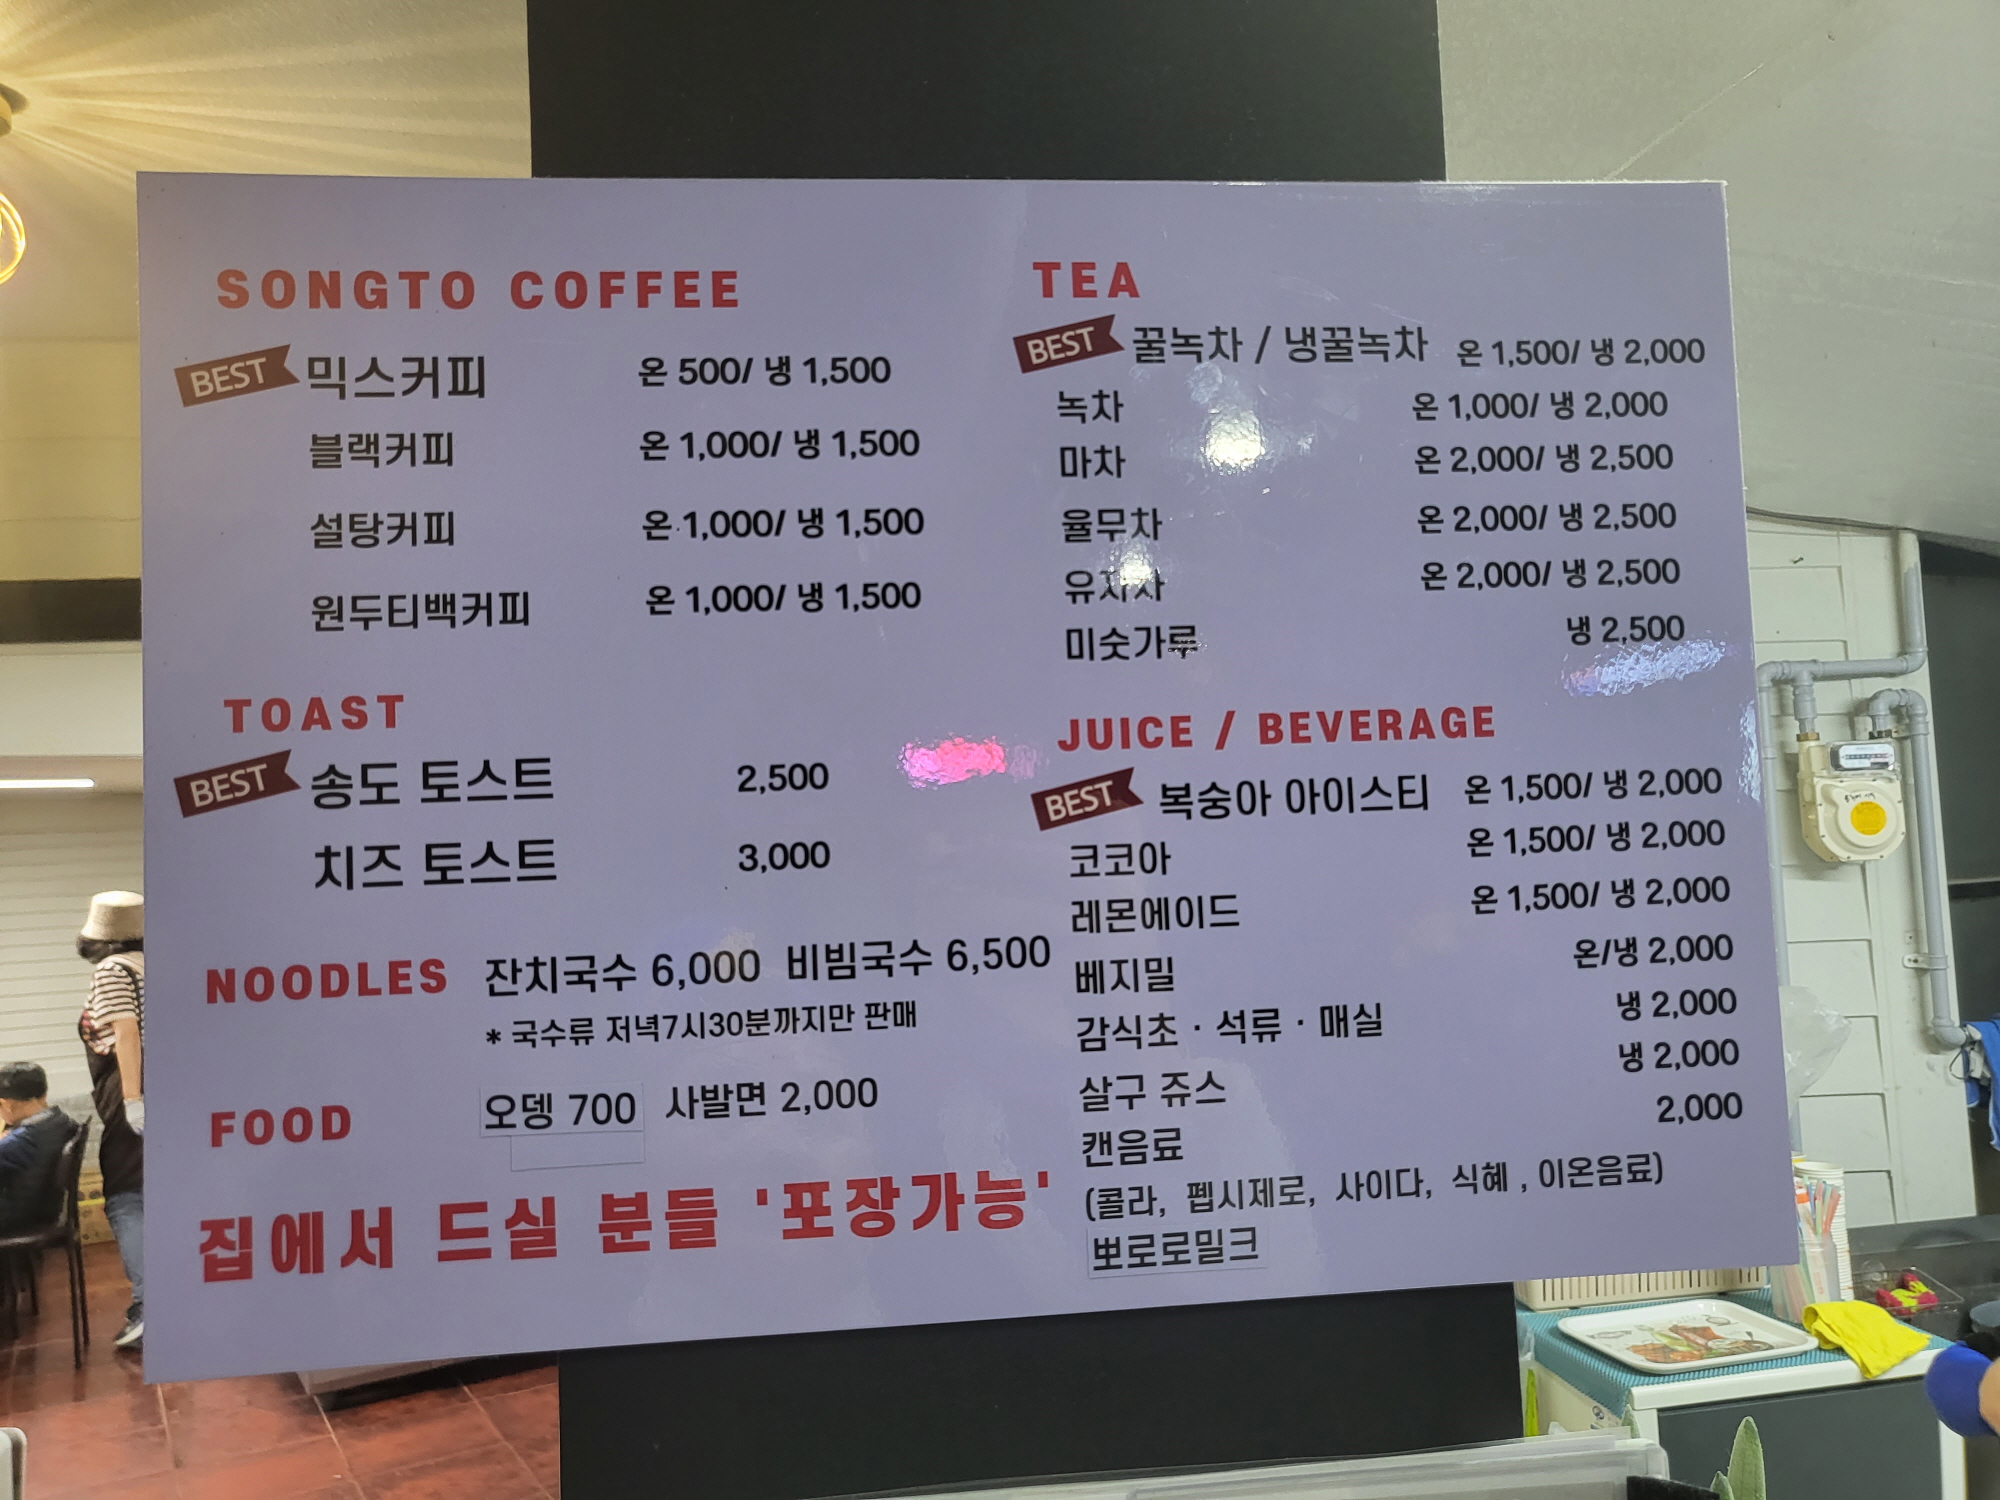 SONGTO COFFEE
BEST 믹스커피 온 500/ 냉 1,500
블랙커피 온 1,000/ 냉 1,500
설탕커피 온 1,000/ 냉 1,500
원두티백커피 온 1,000/ 냉 1,500
TOAST
BEST 송도 토스트 2,500
치즈 토스트 3,000
NOODLES 잔치국수 6,000 비빔국수 6,500
* 국수류 저녁7시30분까지만 판매
FOOD 오뎅 700 사발면 2,000
집에서 드실 분들 '포장가능'
TEA
BEST 꿀녹차 / 냉꿀녹차 온 1,500/ 냉 2,000
녹차 온 1,000/ 냉 2,000
마차 온 2,000/ 냉 2,500
율무차 온 2,000/ 냉 2,500
유자차 온 2,000/ 냉 2,500
미숫가루 냉 2,500
JUICE / BEVERAGE
BEST 복숭아 아이스티 온 1,500/ 냉 2,000
코코아 온 1,500/ 냉 2,000
레몬에이드 온 1,500/ 냉 2,000
베지밀 온/냉 2,000
감식초 · 석류 · 매실 냉 2,000
살구 쥬스 냉 2,000
캔음료 2,000
(콜라, 펩시제로, 사이다, 식혜 , 이온음료)
뽀로로밀크